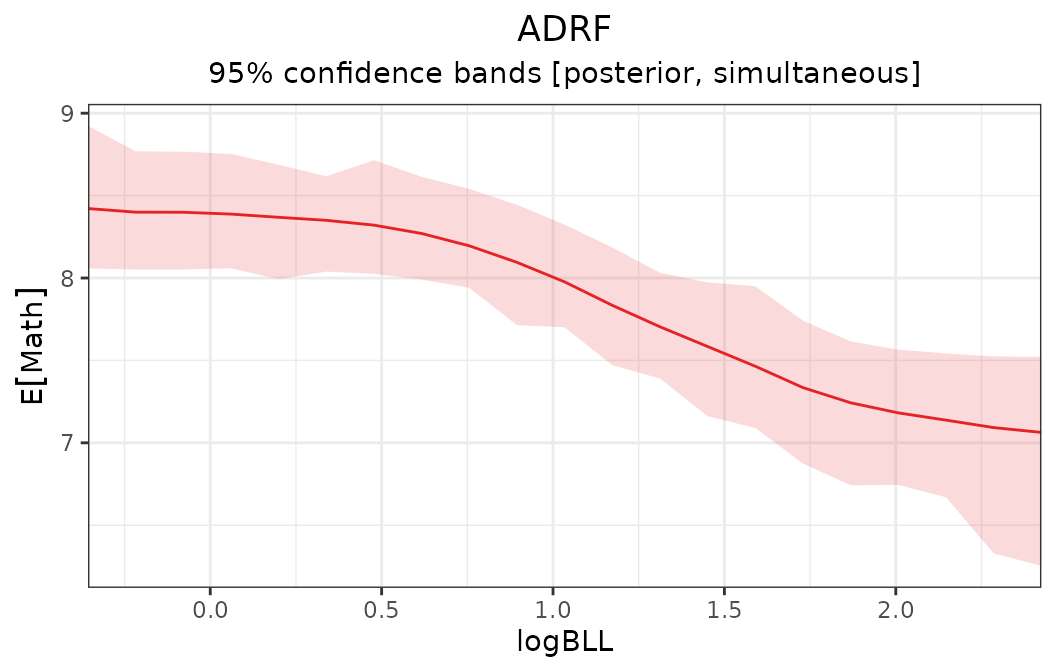 ADRF
95% confidence bands [posterior, simultaneous]
9
8
7
E[Math]
0.0 0.5 1.0 1.5 2.0
logBLL